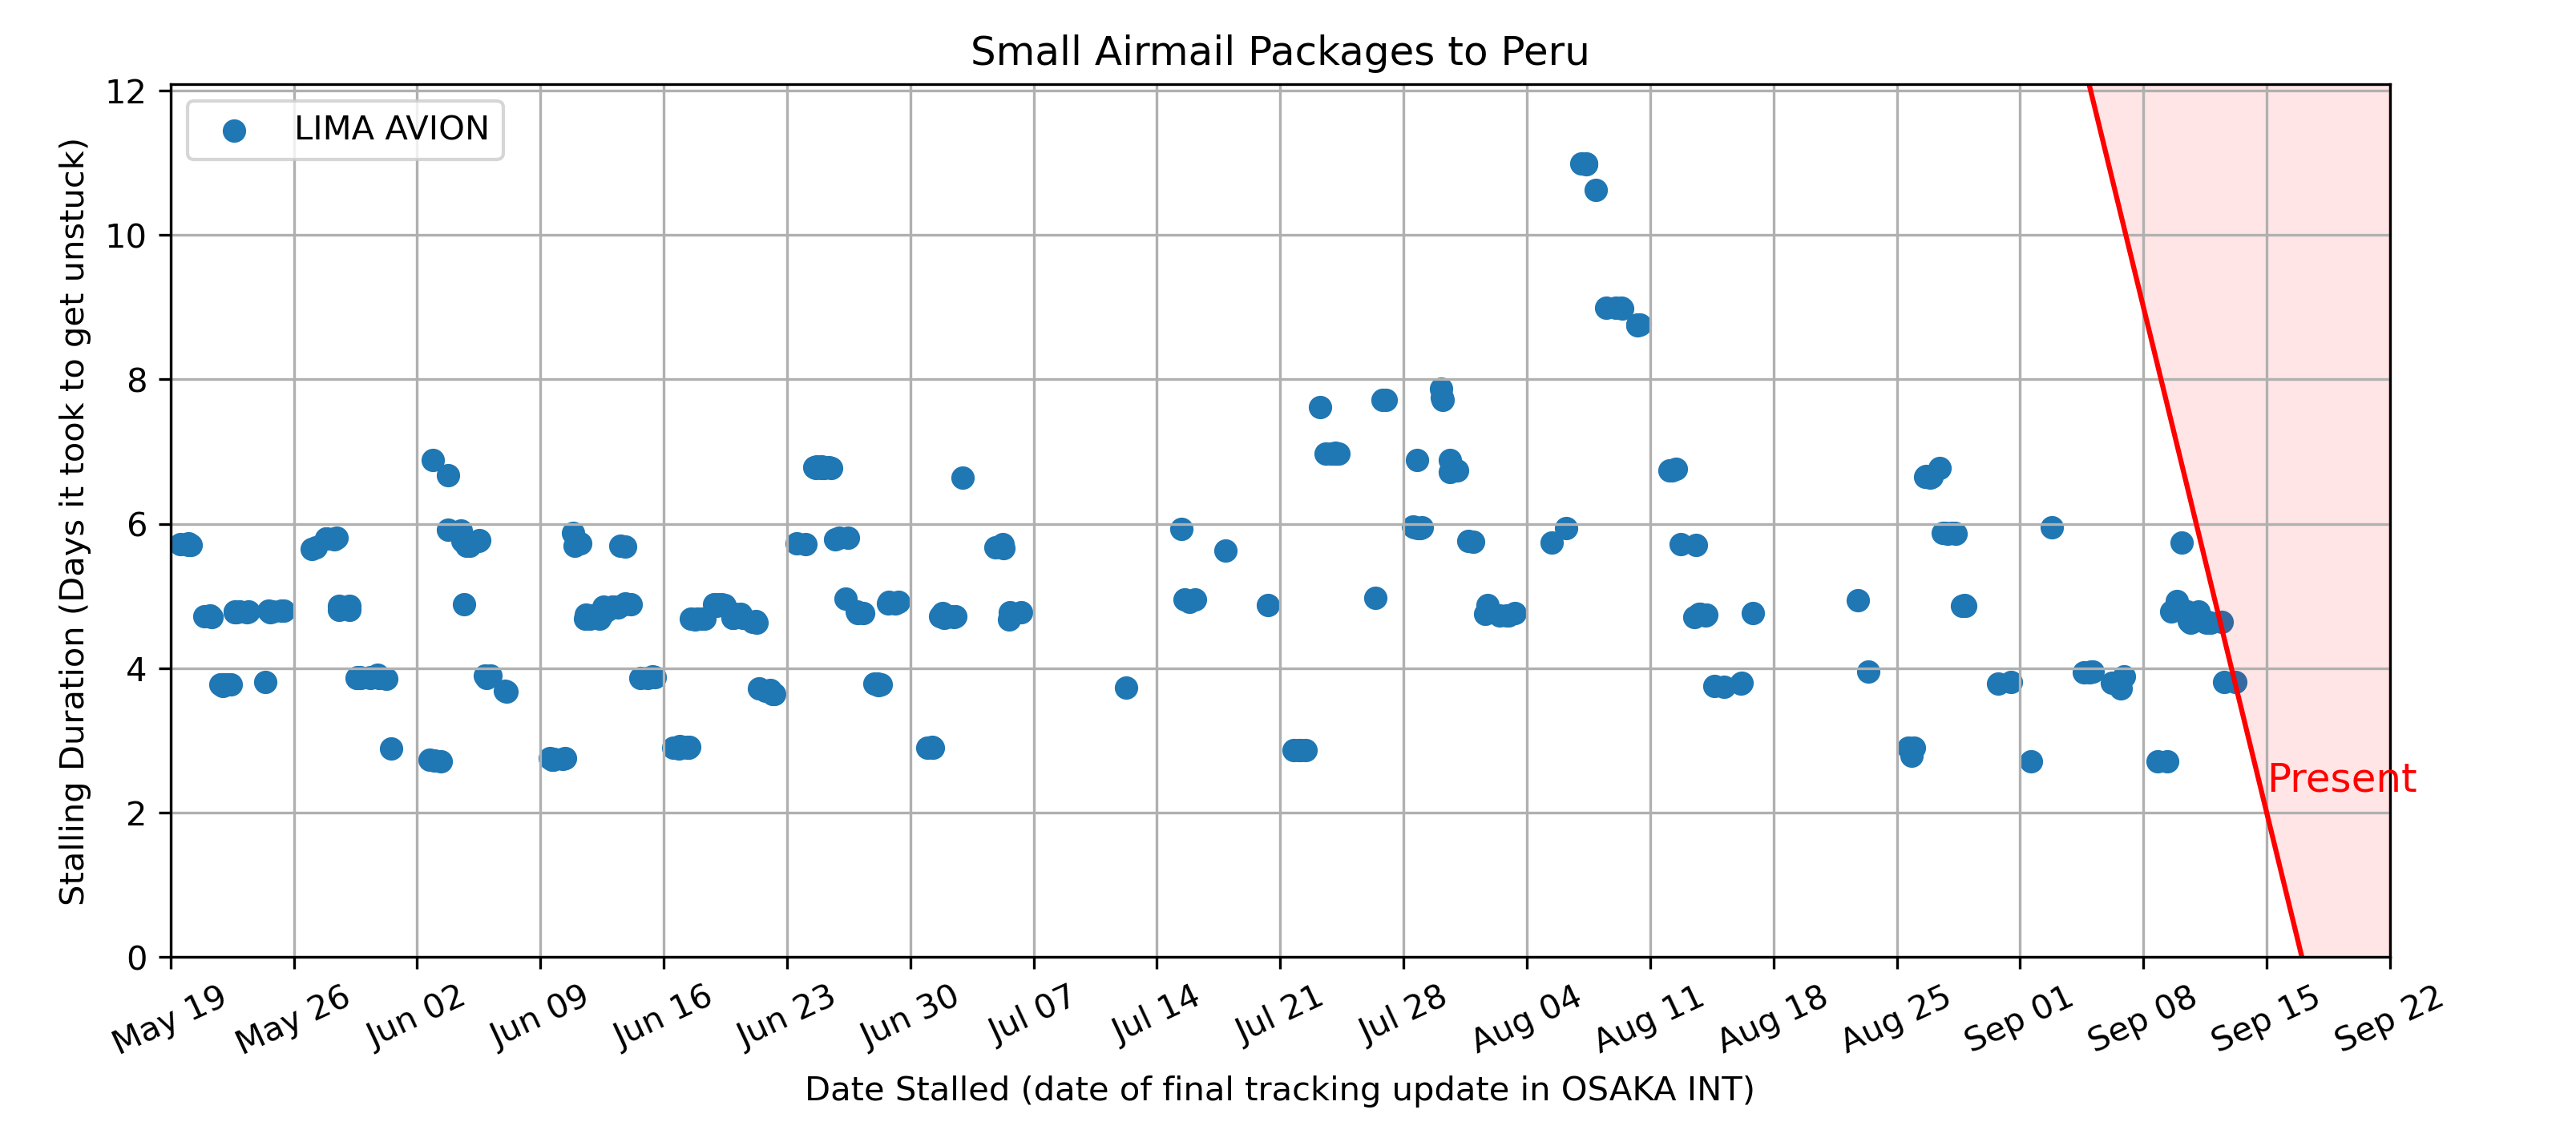 Small Airmail Packages to Peru
LIMA AVION
Stalling Duration (Days it took to get unstuck)
12
10
8
6
4
2
0
Present
May 19
May 26
Jun 02
Jun 09
Jun 16
Jun 23
Jun 30
Jul 07
Jul 14
Jul 21
Jul 28
Aug 04
Aug 11
Aug 18
Aug 25
Sep 01
Sep 08
Sep 15
Sep 22
Date Stalled (date of final tracking update in OSAKA INT)